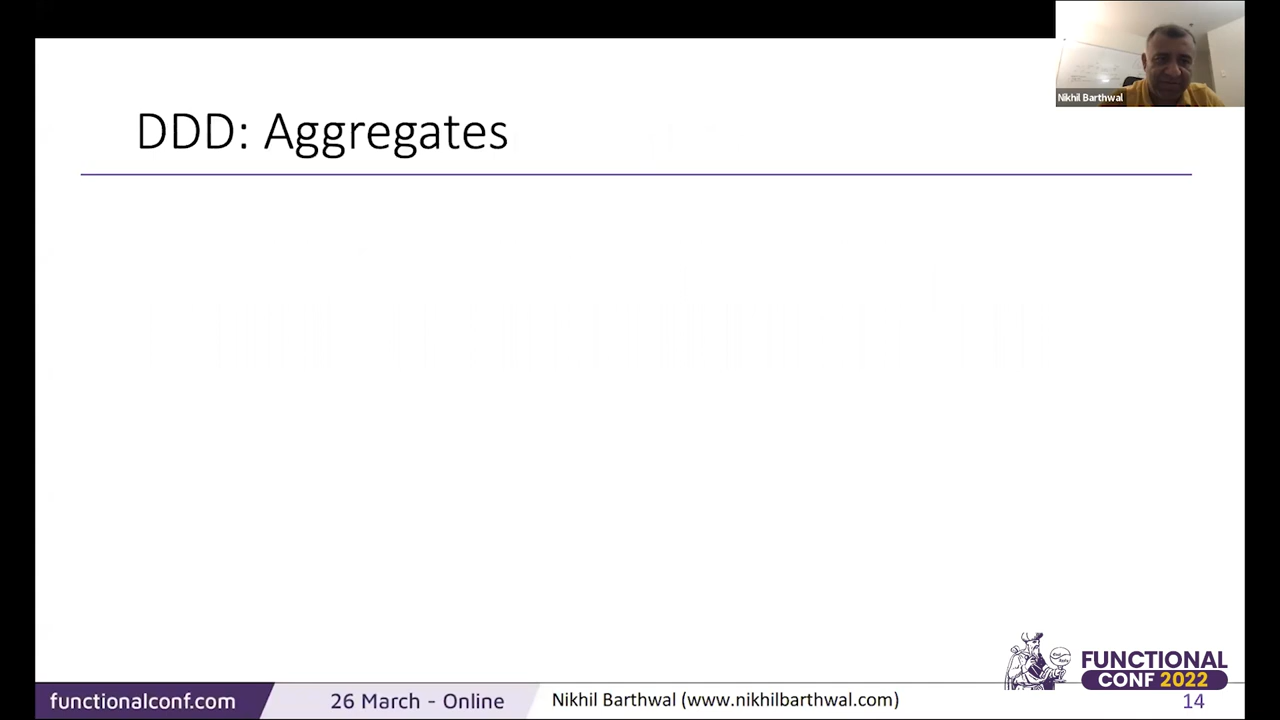 Nikhil Barthwal
DDD: Aggregates
FUNCTIONAL
CONF 2022
functionalconf.com
26 March - Online
Nikhil Barthwal (www.nikhilbarthwal.com)
14